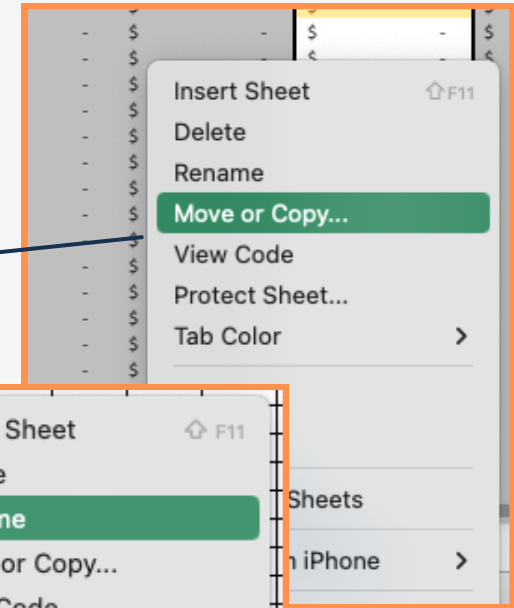 - $ - $ - $
- $ $ $
- $ Insert Sheet ⇧F11
- $ Delete
- $ Rename
- $ Move or Copy...
- $ View Code
- $ Protect Sheet...
- $ Tab Color >
- $
Sheets
iPhone >
Sheet ⇧ F11
or Copy...